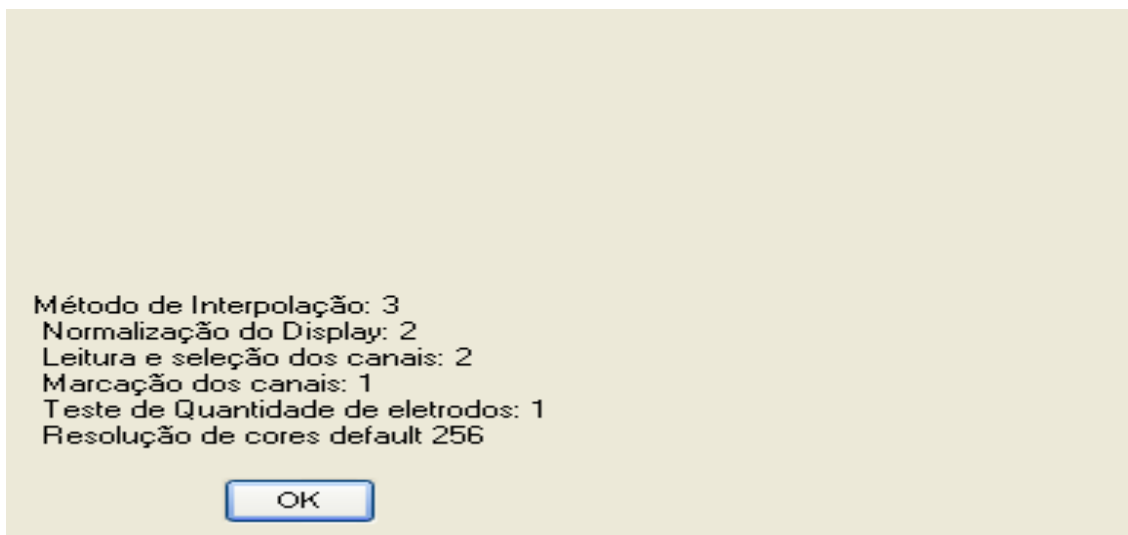 Método de Interpolação: 3
Normalização do Display: 2
Leitura e seleção dos canais: 2
Marcação dos canais: 1
Teste de Quantidade de eletrodos: 1
Resolução de cores default 256
OK